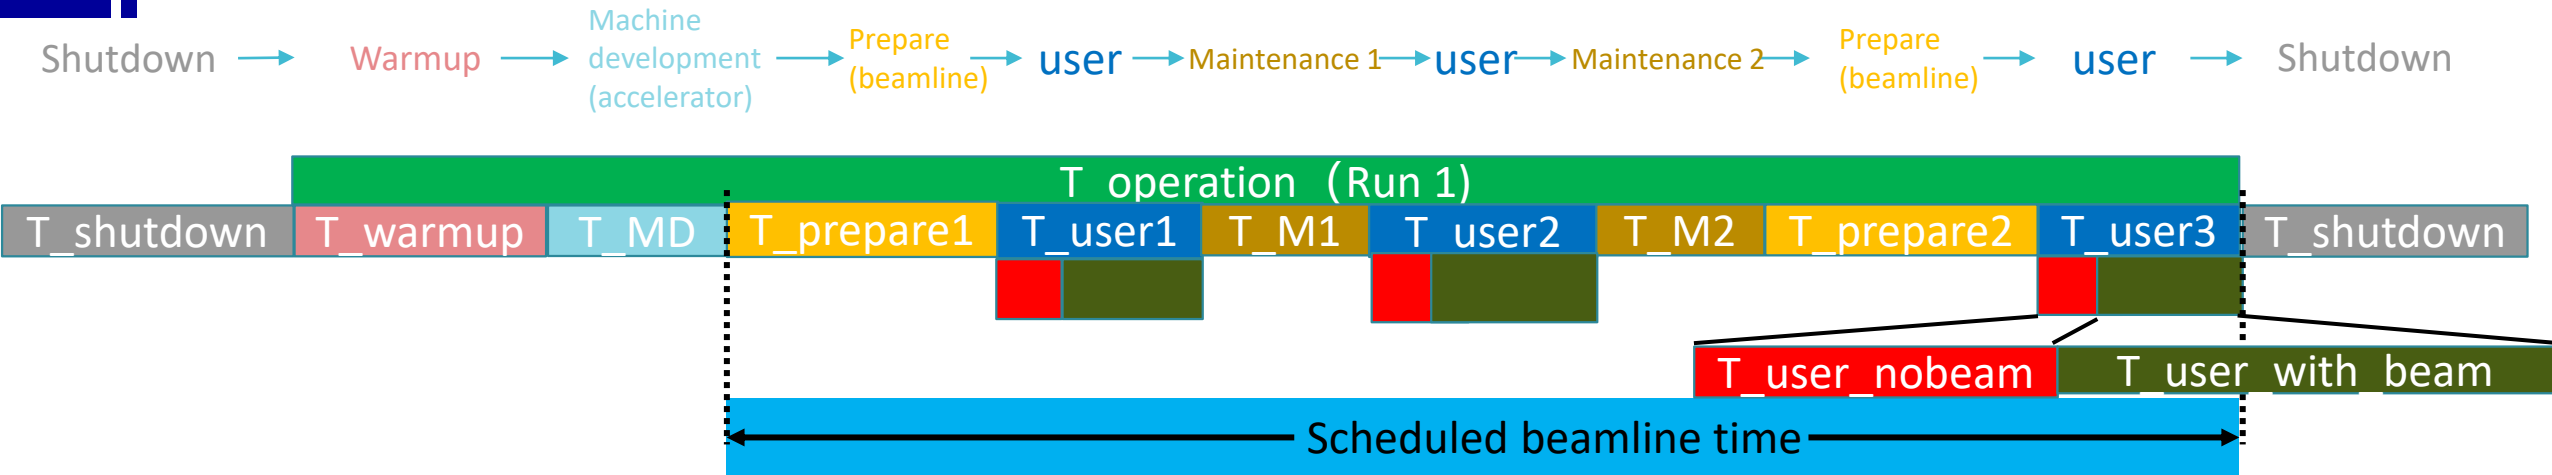 Shutdown
Warmup
Machine
development
(accelerator)
Prepare
(beamline)
user
Maintenance 1
user
Maintenance 2
Prepare
(beamline)
user
Shutdown
T_operation（Run 1)
T_shutdown
T_warmup
T_MD
T_prepare1
T_user1
T_M1
T_user2
T_M2
T_prepare2
T_user3
T_shutdown
T_user_nobeam
T_user_with_beam
Scheduled beamline time